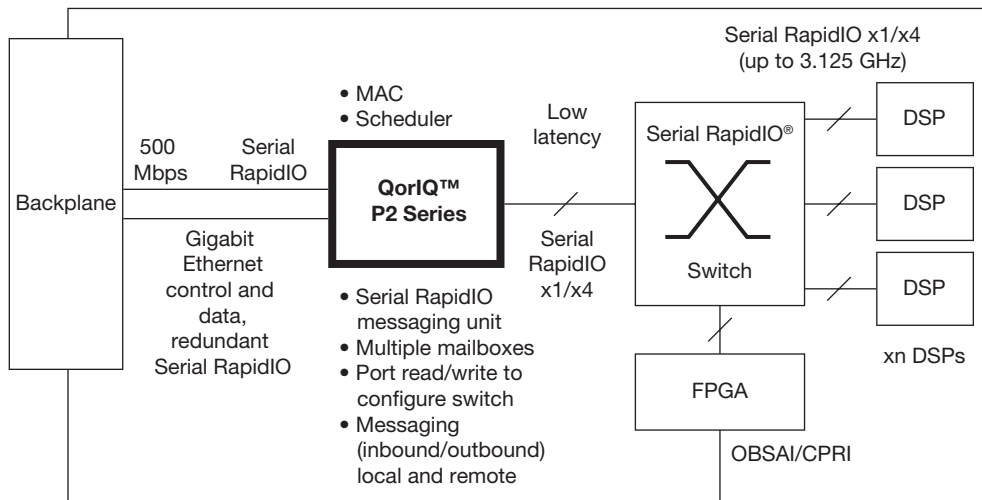 Backplane
500
Mbps
Serial
RapidIO
Gigabit
Ethernet
control and
data,
redundant
Serial RapidIO
• MAC
• Scheduler
QorIQ™
P2 Series
• Serial RapidIO
messaging unit
• Multiple mailboxes
• Port read/write to
configure switch
• Messaging
(inbound/outbound)
local and remote
Low
latency
Serial
RapidIO
x1/x4
Serial RapidIO®
Switch
Serial RapidIO x1/x4
(up to 3.125 GHz)
DSP
DSP
DSP
xn DSPs
FPGA
OBSAI/CPRI